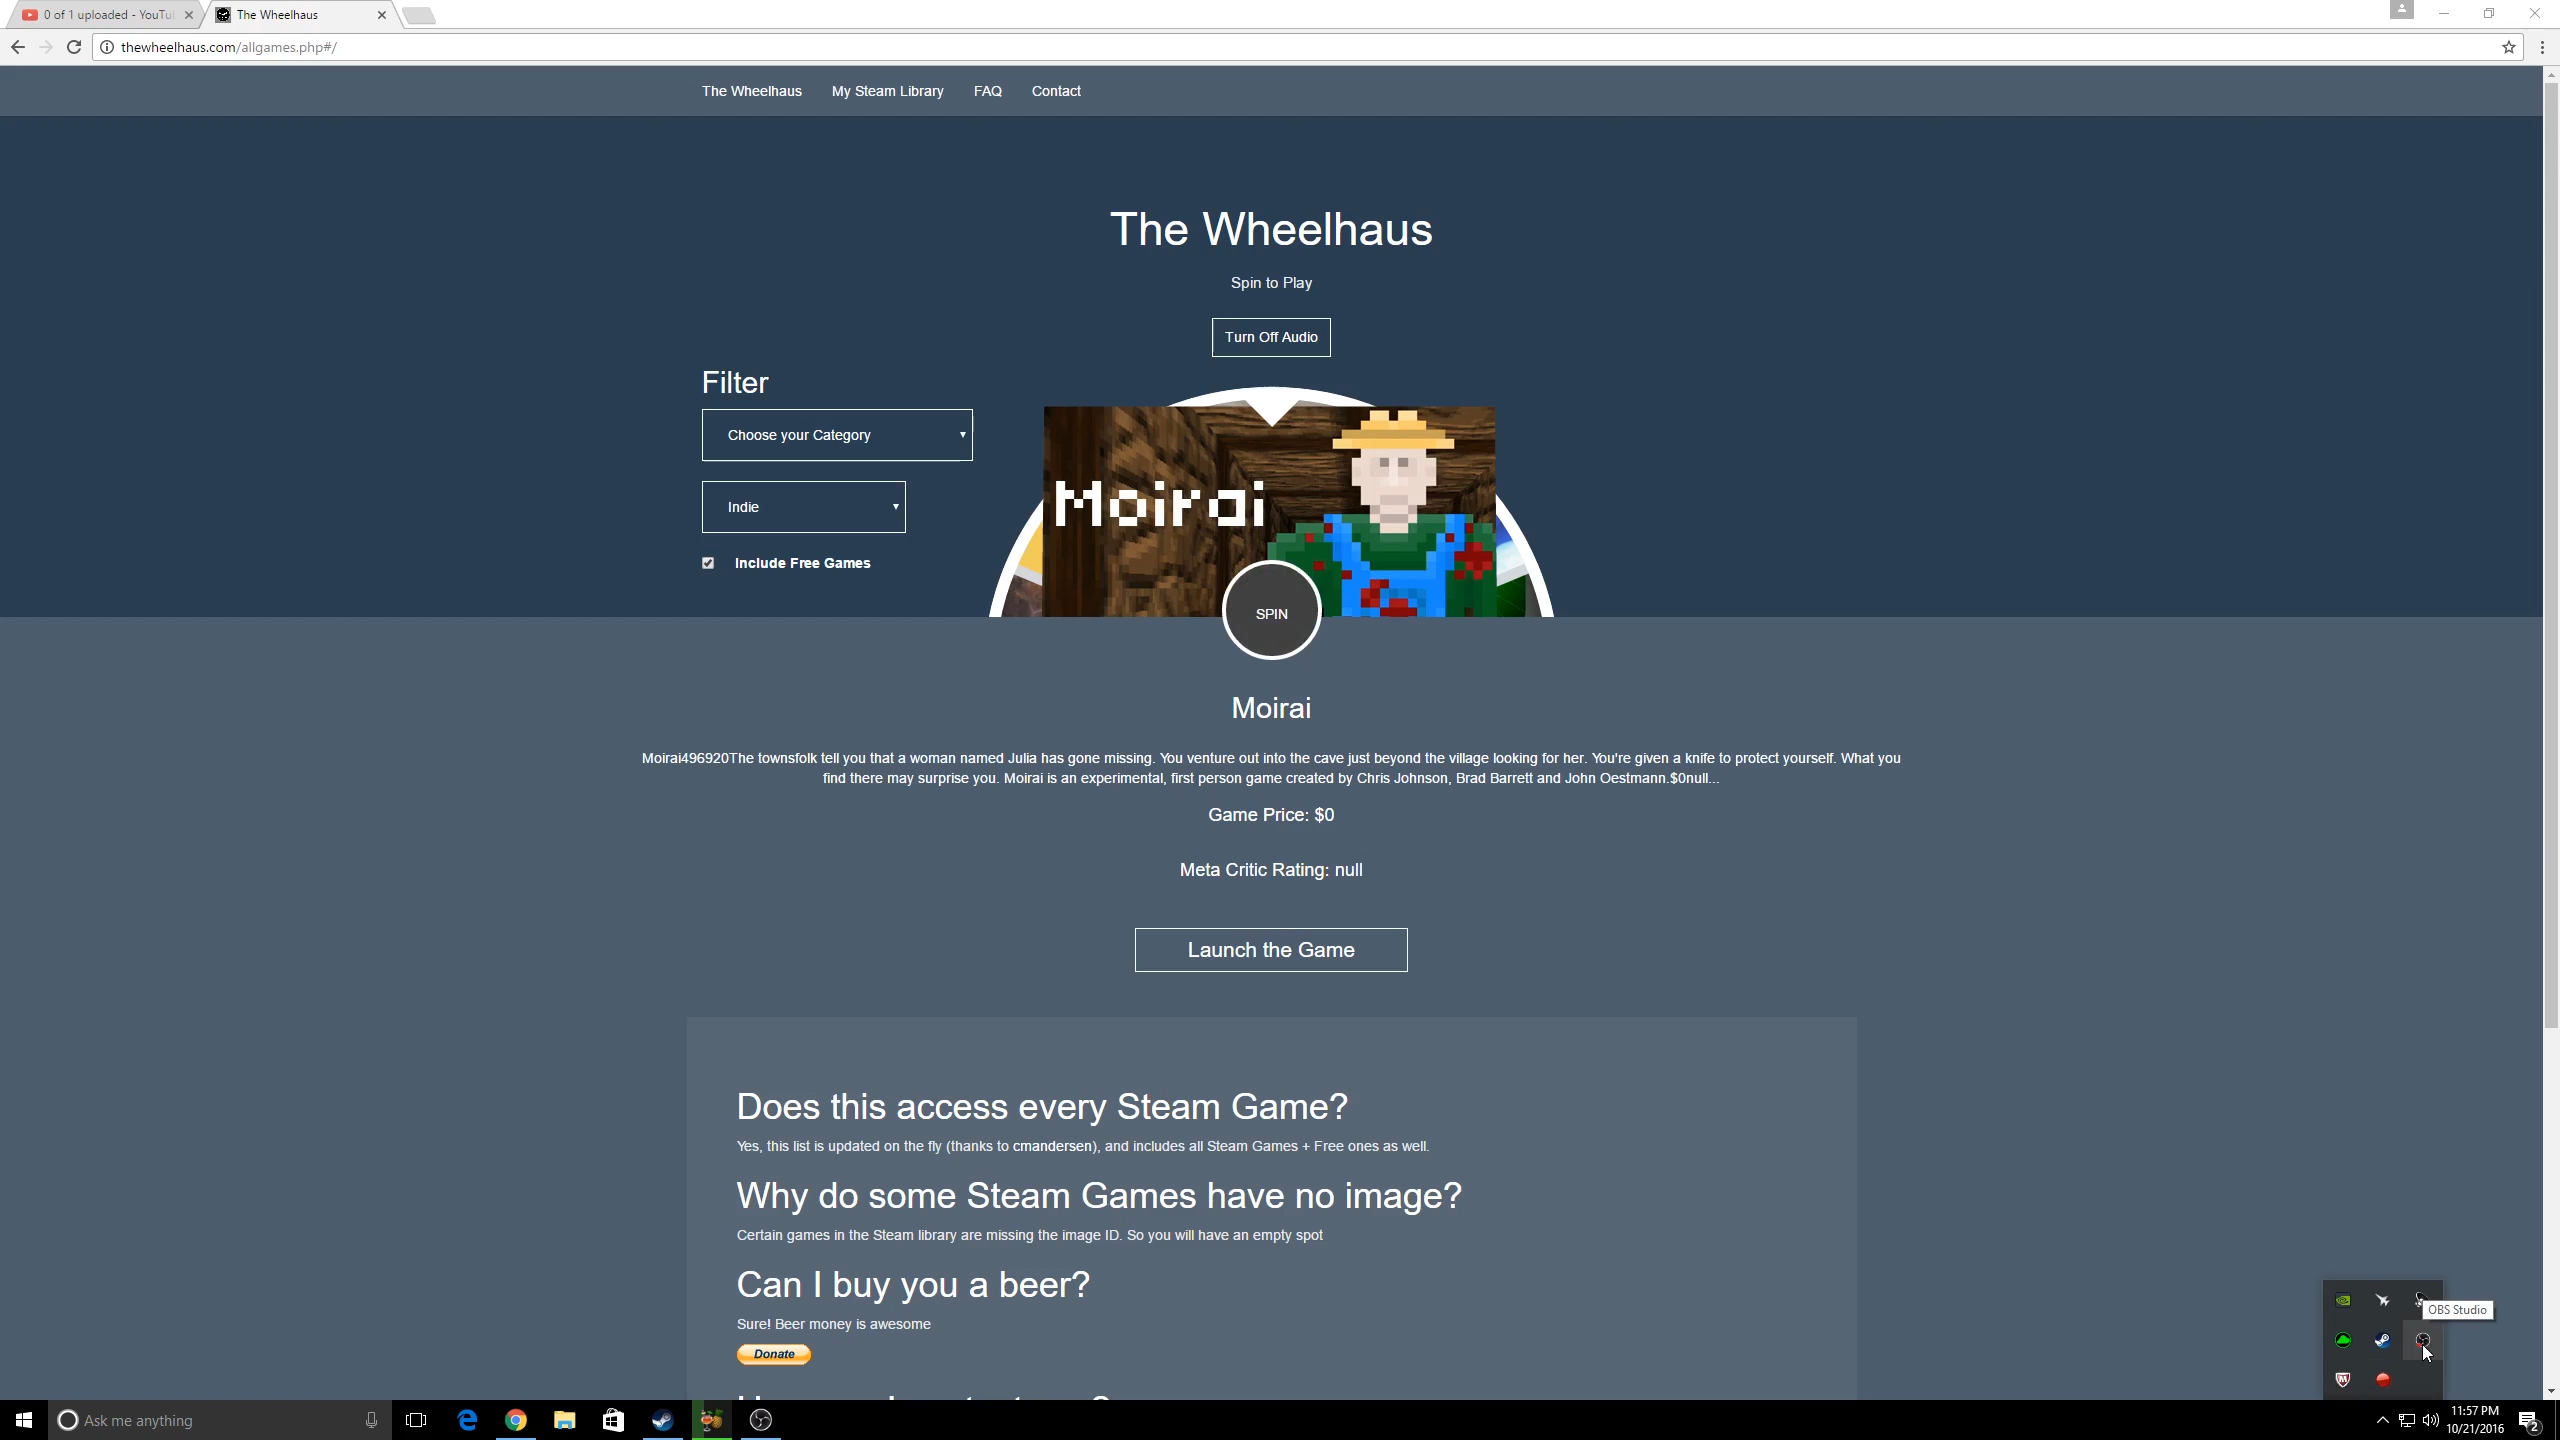 0 of 1 uploaded - YouTu
The Wheelhaus
thewheelhaus.com/allgames.php#/
The Wheelhaus My Steam Library FAQ Contact
The Wheelhaus
Spin to Play
Turn Off Audio
Filter
Choose your Category
Indie
Include Free Games
Moirai
SPIN
Moirai
Moirai496920The townsfolk tell you that a woman named Julia has gone missing. You venture out into the cave just beyond the village looking for her. You're given a knife to protect yourself. What you
find there may surprise you. Moirai is an experimental, first person game created by Chris Johnson, Brad Barrett and John Oestmann.$0null...
Game Price: $0
Meta Critic Rating: null
Launch the Game
Does this access every Steam Game?
Yes, this list is updated on the fly (thanks to cmandersen), and includes all Steam Games + Free ones as well.
Why do some Steam Games have no image?
Certain games in the Steam library are missing the image ID. So you will have an empty spot
Can I buy you a beer?
Sure! Beer money is awesome
Donate
OBS Studio
Ask me anything
11:57 PM
10/21/2016
2